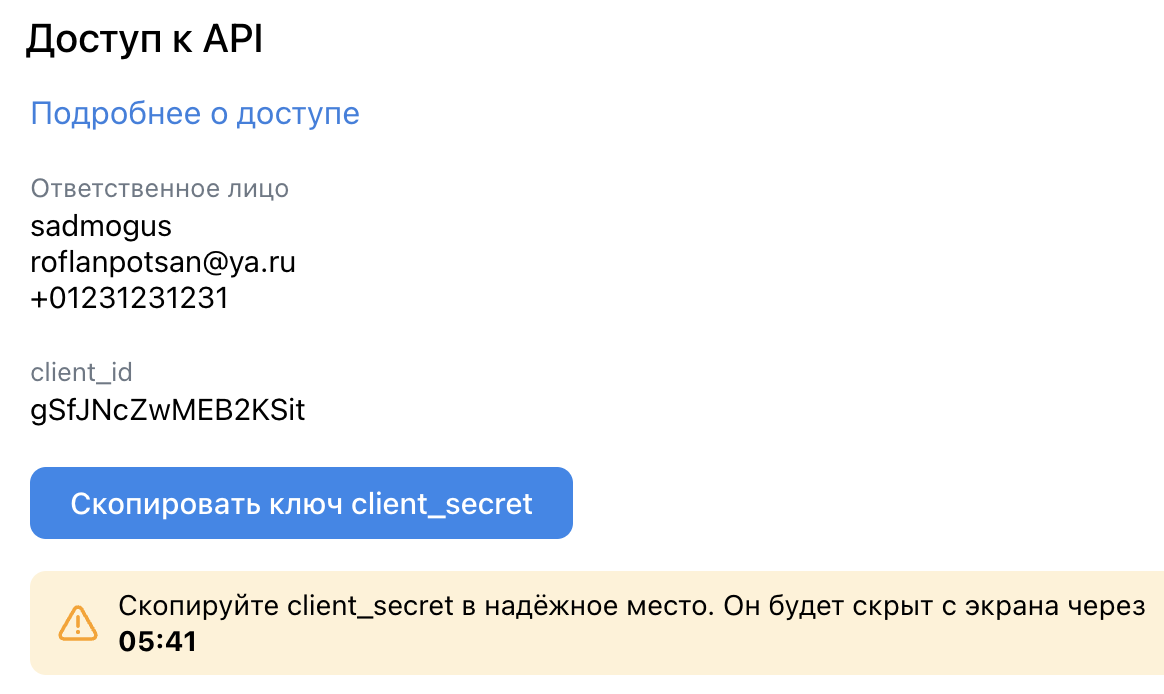 Доступ к API
Подробнее о доступе
Ответственное лицо
sadmogus
roflanpotsan@ya.ru
+01231231231
client_id
gSfJNcZwMEB2KSit
Скопировать ключ client_secret
Скопируйте client_secret в надёжное место. Он будет скрыт с экрана через
05:41